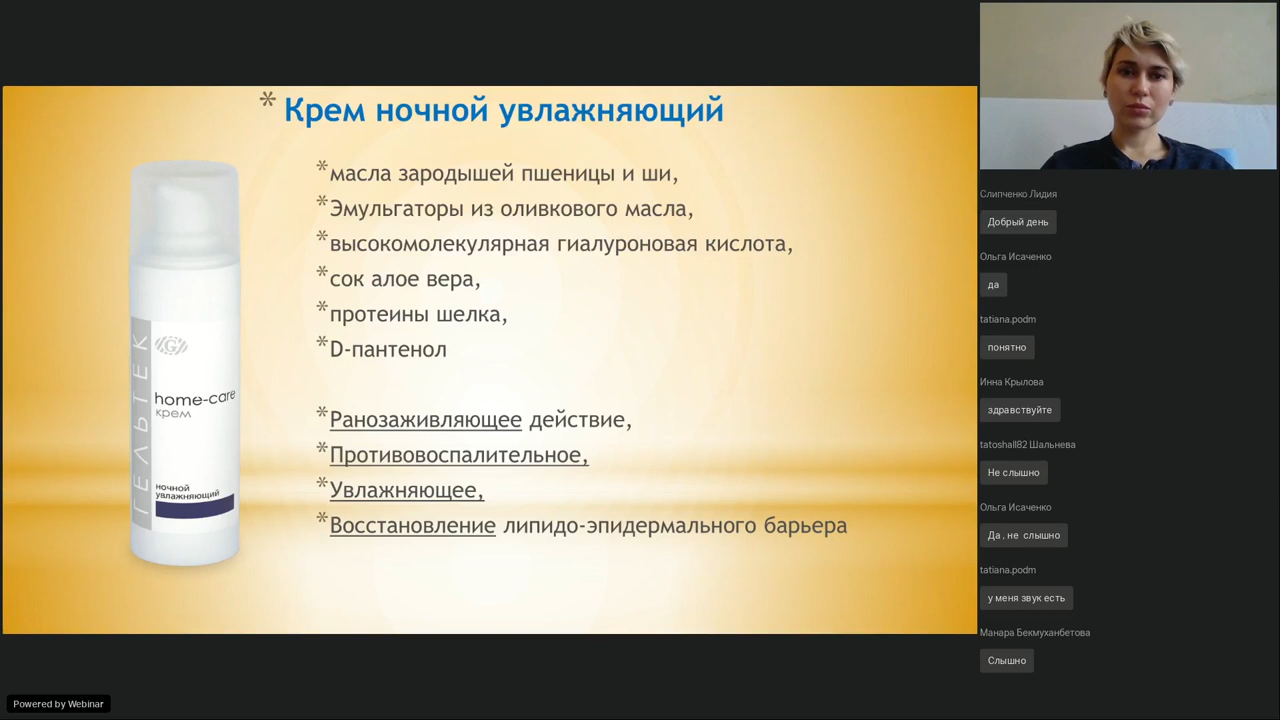 * Крем ночной увлажняющий
* масла зародышей пшеницы и ши,
* Эмульгаторы из оливкового масла,
* высокомолекулярная гиалуроновая кислота,
* сок алое вера,
* протеины шелка,
* D-пантенол
* Ранозаживляющее действие,
* Противовоспалительное,
* Увлажняющее,
* Восстановление липидо-эпидермального барьера
ГЕЛЬТЕК
G
home-care
крем
ночной
увлажняющий
Слипченко Лидия
Добрый день
Ольга Исаченко
да
tatiana.podm
понятно
Инна Крылова
здравствуйте
tatoshall82 Шальнева
Не слышно
Ольга Исаченко
Да , не слышно
tatiana.podm
у меня звук есть
Манара Бекмуханбетова
Слышно
Powered by Webinar